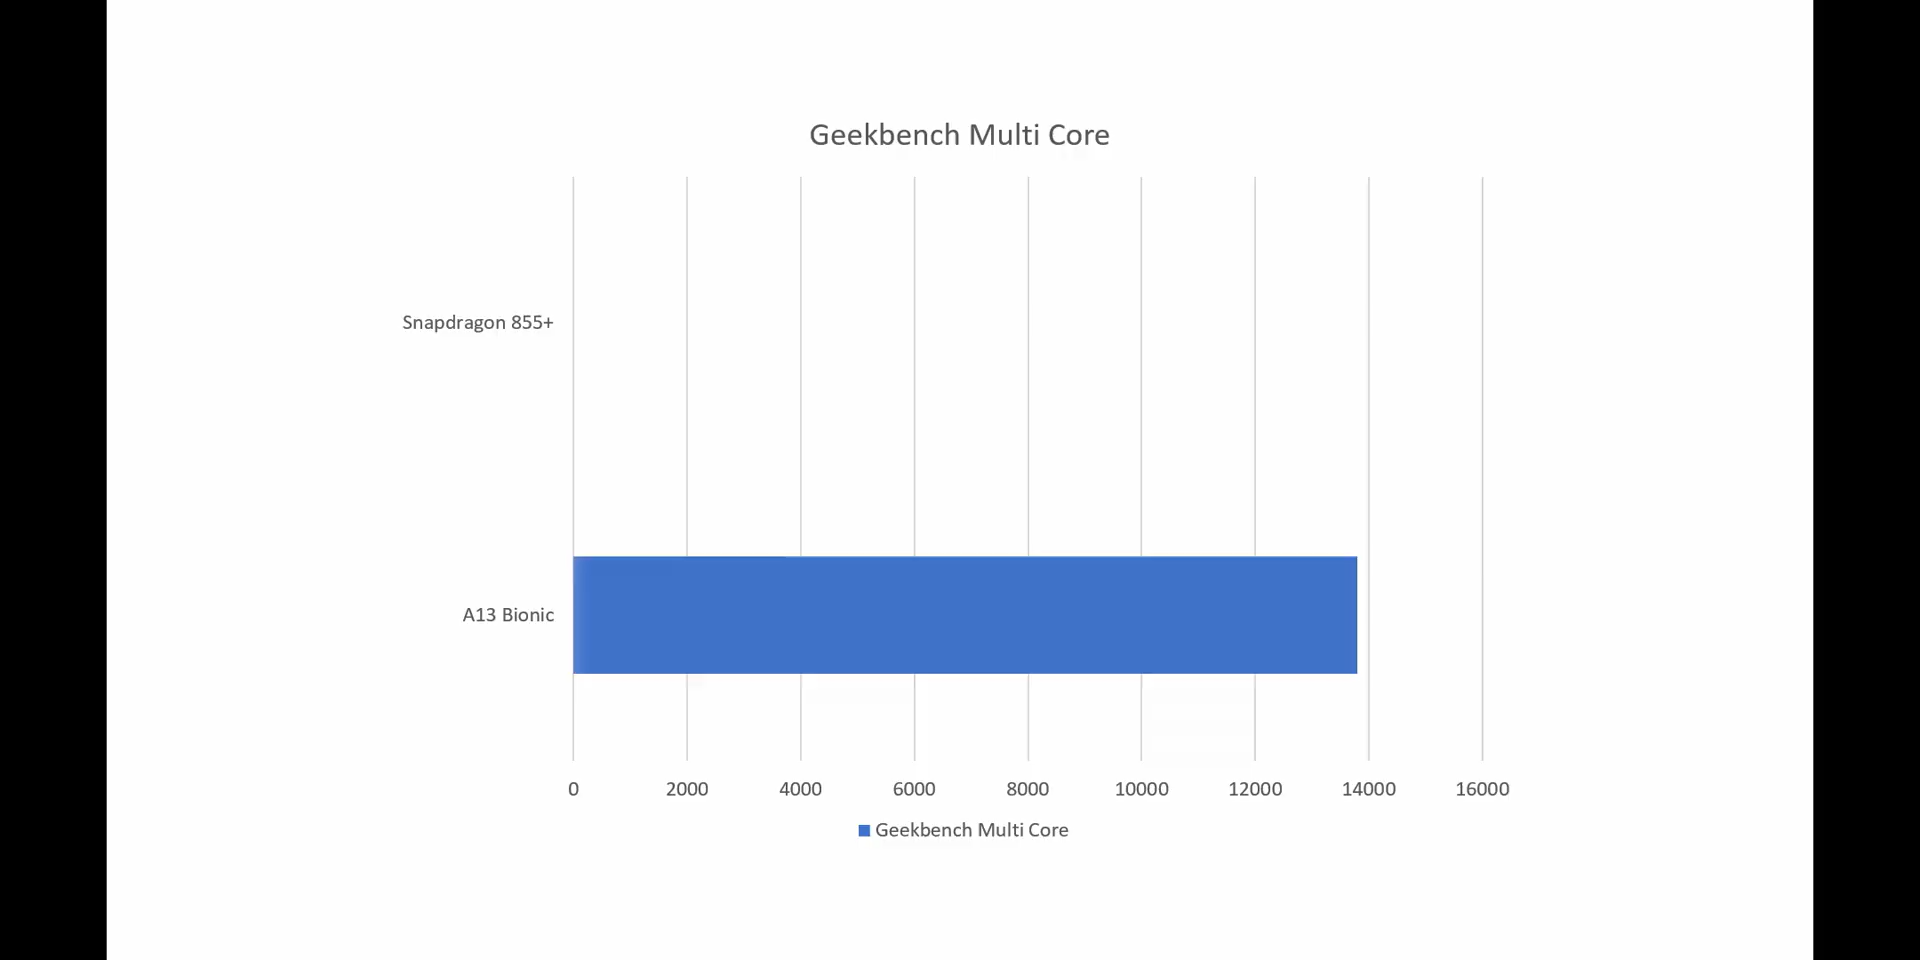 Geekbench Multi Core
Snapdragon 855+
A13 Bionic
0 2000 4000 6000 8000 10000 12000 14000 16000
Geekbench Multi Core